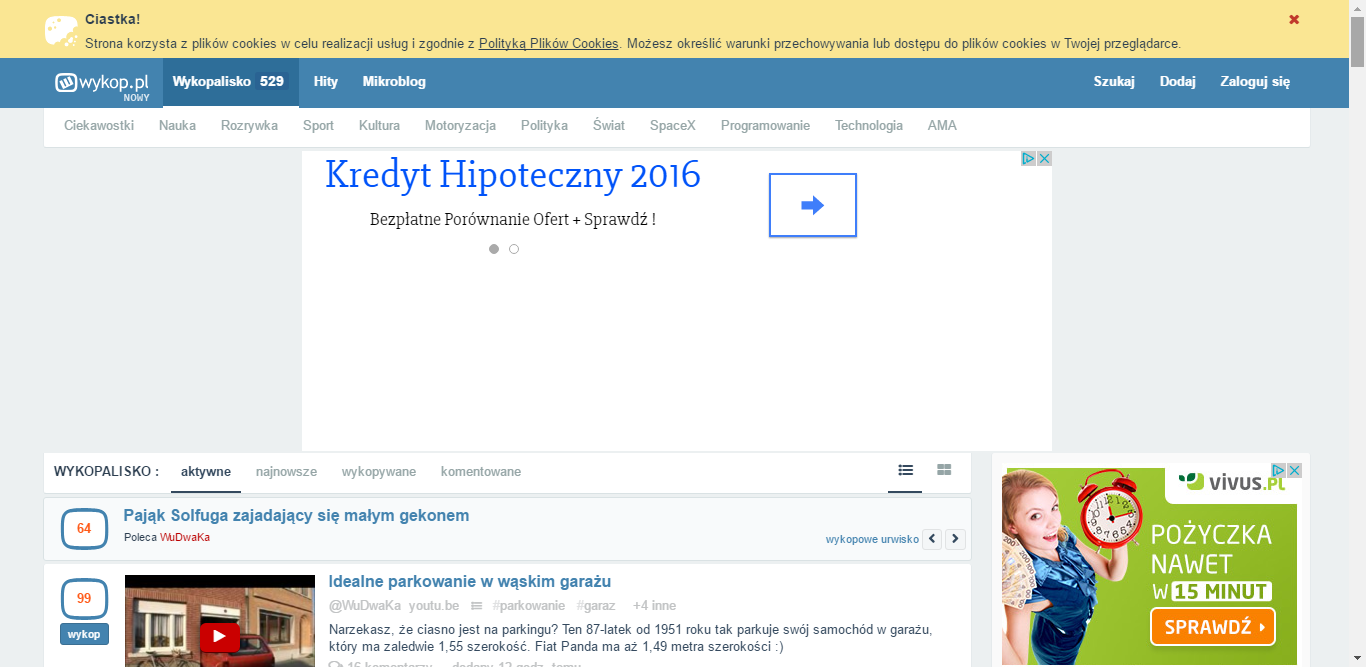 Ciastka!
Strona korzysta z plików cookies w celu realizacji usług i zgodnie z Polityką Plików Cookies. Możesz określić warunki przechowywania lub dostępu do plików cookies w Twojej przeglądarce.
wykop.pl
NOWY
Wykopalisko 529 Hity Mikroblog Szukaj Dodaj Zaloguj się
Ciekawostki Nauka Rozrywka Sport Kultura Motoryzacja Polityka Świat SpaceX Programowanie Technologia AMA
Kredyt Hipoteczny 2016
Bezpłatne Porównanie Ofert + Sprawdź !
WYKOPALISKO : aktywne najnowsze wykopywane komentowane
64
Pająk Solfuga zajadający się małym gekonem
Poleca WuDwaKa
wykopowe urwisko
99
wykop
Idealne parkowanie w wąskim garażu
@WuDwaKa youtu.be #parkowanie #garaz +4 inne
Narzekasz, że ciasno jest na parkingu? Ten 87-latek od 1951 roku tak parkuje swój samochód w garażu,
który ma zaledwie 1,55 szerokość. Fiat Panda ma aż 1,49 metra szerokości :)
16 komentarzy dodany 12 godz. temu
vivus.PL
POŻYCZKA
NAWET
W 15 MINUT
SPRAWDŹ